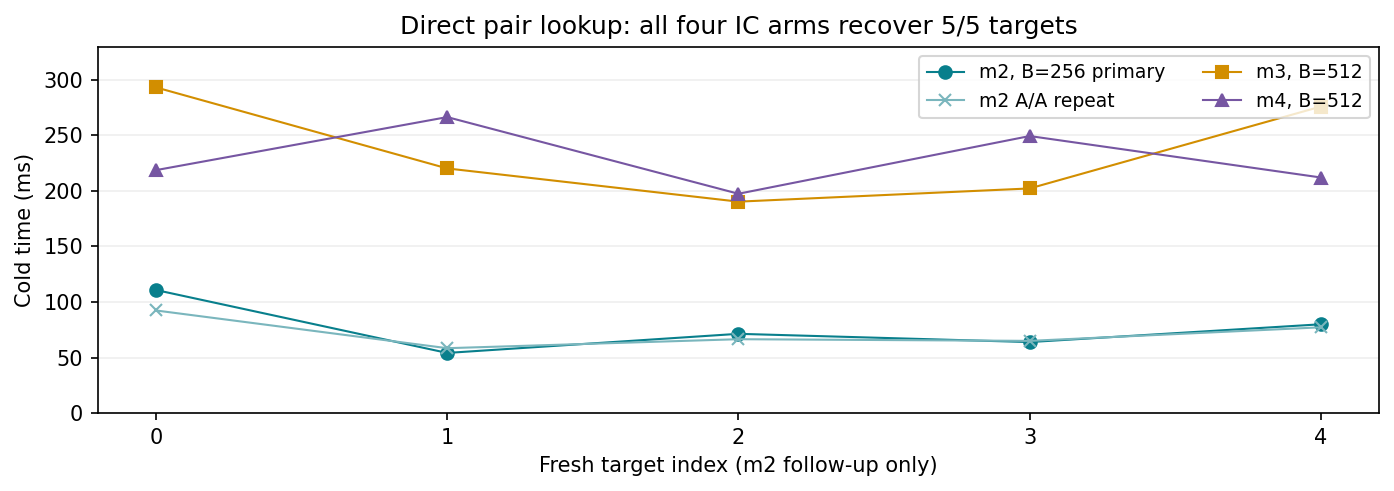 Direct pair lookup: all four IC arms recover 5/5 targets
m2, B=256 primary
m2 A/A repeat
m3, B=512
m4, B=512
Cold time (ms)
300
250
200
150
100
50
0
0 1 2 3 4
Fresh target index (m2 follow-up only)